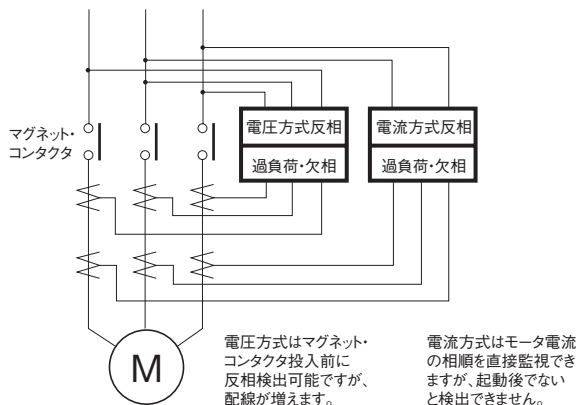 電圧方式反相
電流方式反相
マグネット・
コンタクタ
過負荷・欠相
過負荷・欠相
M
電圧方式はマグネット・
コンタクタ投入前に
反相検出可能ですが、
配線が増えます。
電流方式はモータ電流
の相順を直接監視でき
ますが、起動後でない
と検出できません。